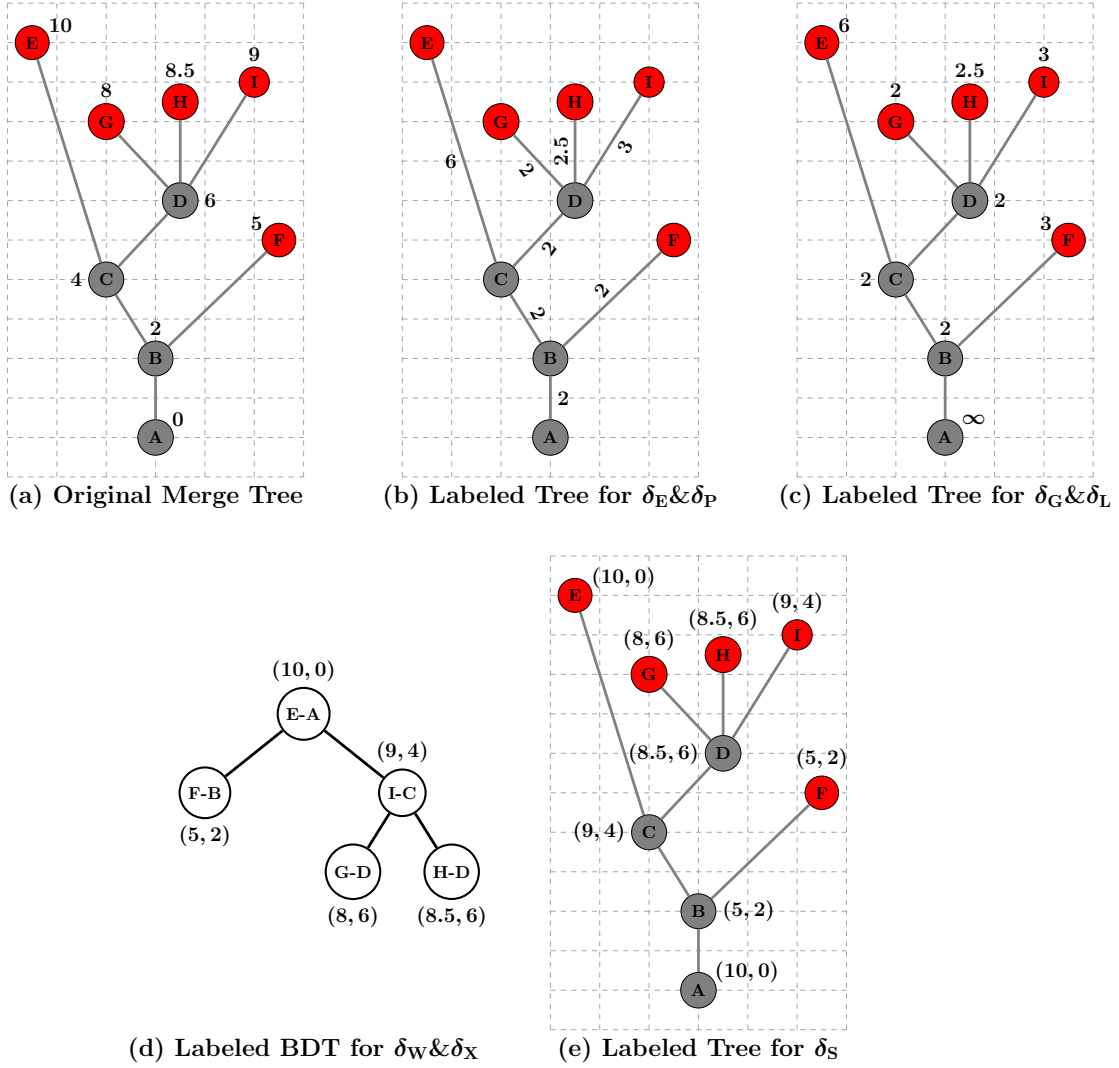 E 10
9
8.5
I
8
H
G
D 6
5
F
4 C
2
B
0
A
(a) Original Merge Tree
E
I
H
G
2.5
6
2
3
D
F
2
C
2
2
B
2
A
(b) Labeled Tree for δE&δP
E 6
3
2.5
I
2
H
G
D 2
3
F
2 C
2
B
∞
A
(c) Labeled Tree for δG&δL
(10, 0)
E-A
(9, 4)
F-B
I-C
(5, 2)
G-D
H-D
(8, 6)
(8.5, 6)
(d) Labeled BDT for δW&δX
E (10, 0)
(9, 4)
(8.5, 6)
I
(8, 6)
H
G
(8.5, 6) D
(5, 2)
F
(9, 4) C
B (5, 2)
(10, 0)
A
(e) Labeled Tree for δS